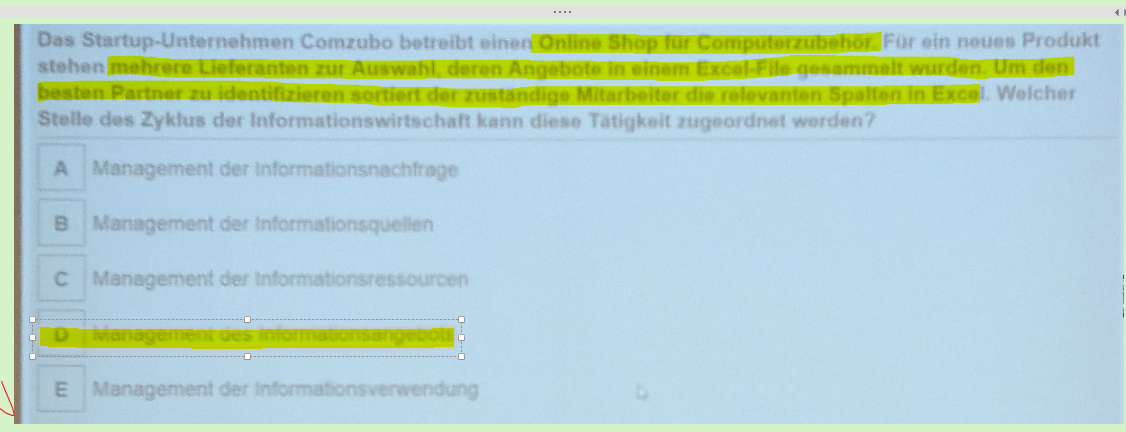 Das Startup-Unternehmen Comzubo betreibt einen Online Shop für Computerzubehör. Für ein neues Produkt
stehen mehrere Lieferanten zur Auswahl, deren Angebote in einem Excel-File gesammelt wurden. Um den
besten Partner zu identifizieren sortiert der zuständige Mitarbeiter die relevanten Spalten in Excel. Welcher
Stelle des Zyklus der Informationswirtschaft kann diese Tätigkeit zugeordnet werden?
A Management der Informationsnachfrage
B Management der Informationsquellen
C Management der Informationsressourcen
D Management des Informationsangebots
E Management der Informationsverwendung